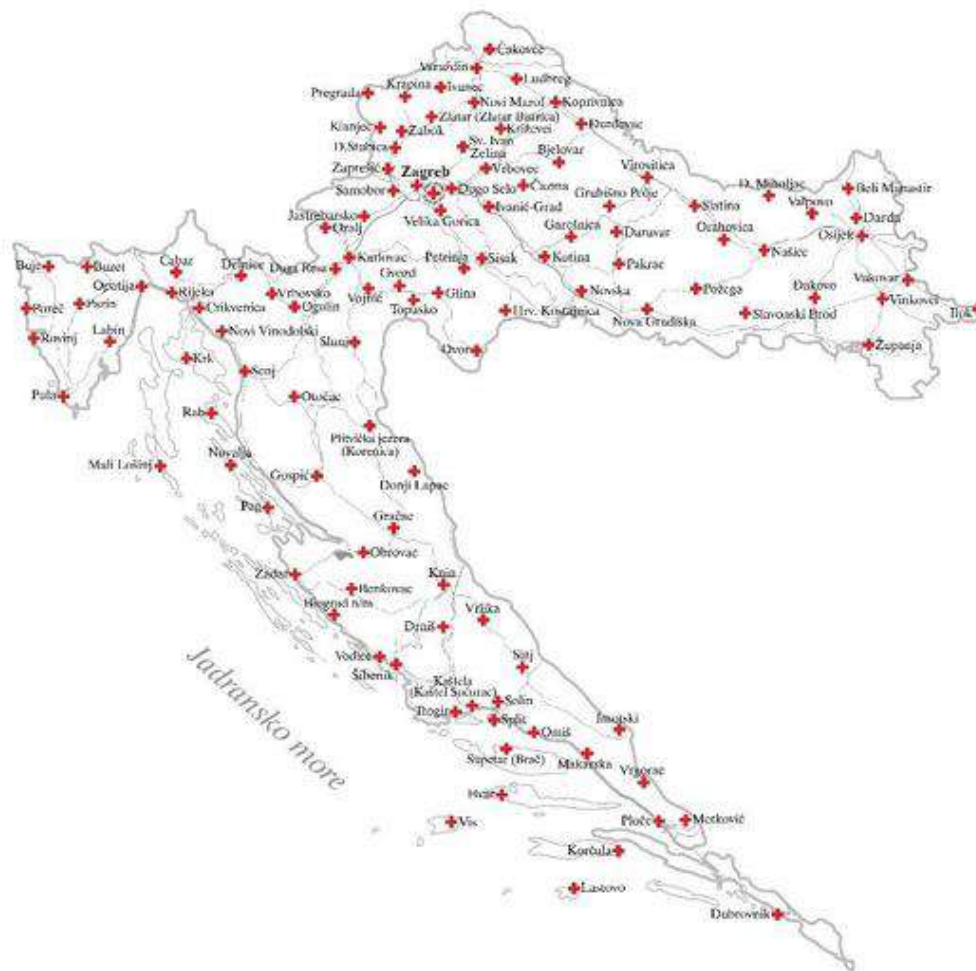 Čakovec
Varaždin
Ludbreg
Krapina
Ivanec
Pregrada
Novi Marof
Koprivnica
Zlatar (Zlatar Bistrica)
Klanjec
Zabok
Križevci
Đurđevac
D.Stubica
Sv. Ivan
Zelina
Bjelovar
Zaprešić
Zagreb
Vrbovec
Virovitica
Samobor
Dugo Selo
Čazma
Grubišno Polje
D. Miholjac
Beli Manastir
Jastrebarsko
Velika Gorica
Ivanić-Grad
Slatina
Valpovo
Darda
Ozalj
Garešnica
Daruvar
Orahovica
Osijek
Čabar
Delnice
Duga Resa
Karlovac
Petrinja
Sisak
Kutina
Pakrac
Našice
Buje
Buzet
Opatija
Rijeka
Vrbovsko
Vojnić
Gvozd
Glina
Novska
Požega
Đakovo
Vukovar
Poreč
Pazin
Crikvenica
Ogulin
Topusko
Hrv. Kostajnica
Nova Gradiška
Slavonski Brod
Vinkovci
Ilok
Rovinj
Labin
Novi Vinodolski
Slunj
Dvor
Županja
Krk
Senj
Pula
Rab
Otočac
Plitvička jezera
(Korenica)
Mali Lošinj
Novalja
Gospić
Donji Lapac
Pag
Gračac
Obrovac
Zadar
Benkovac
Knin
Biograd n/m
Vrlika
Drniš
Jadransko more
Vodice
Šibenik
Sinj
Kaštela
(Kaštel Sućurac)
Solin
Trogir
Split
Omiš
Imotski
Supetar (Brač)
Makarska
Vrgorac
Hvar
Vis
Ploče
Metković
Korčula
Lastovo
Dubrovnik